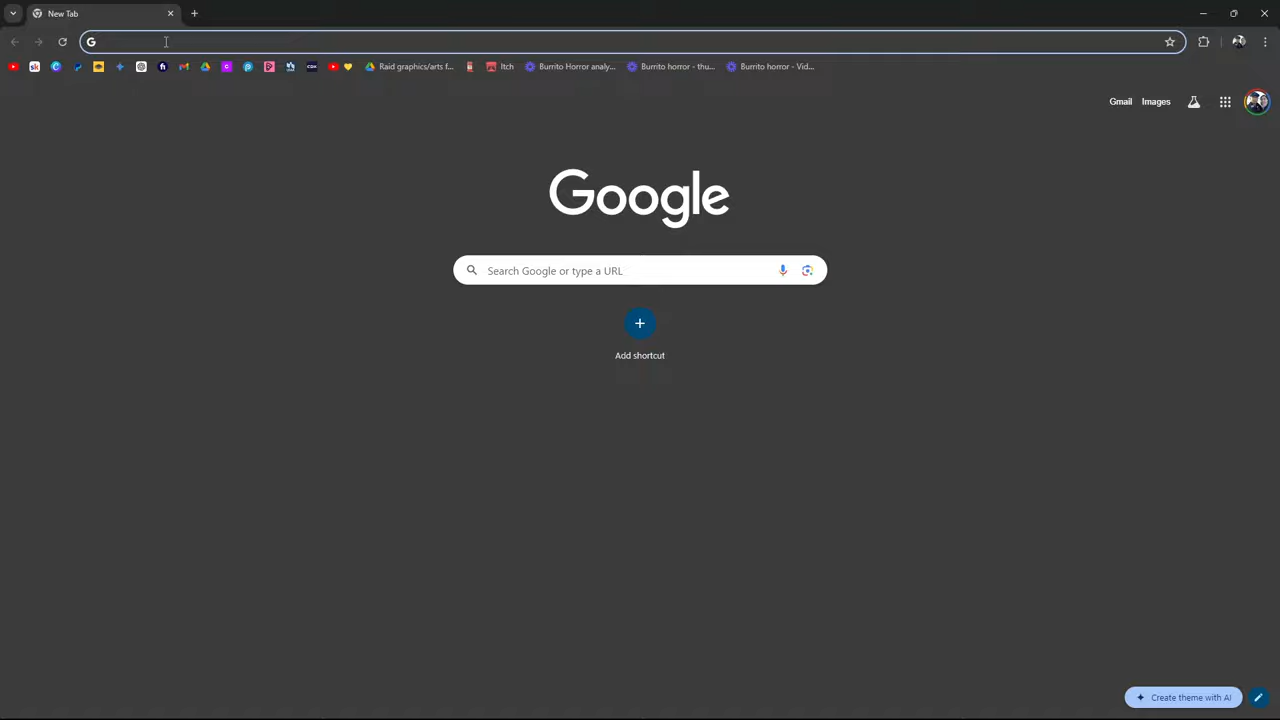 New Tab
Raid graphics/arts f...
Itch
Burrito Horror analy...
Burrito horror - thu...
Burrito horror - Vid...
Gmail
Images
Google
Search Google or type a URL
Add shortcut
Create theme with AI